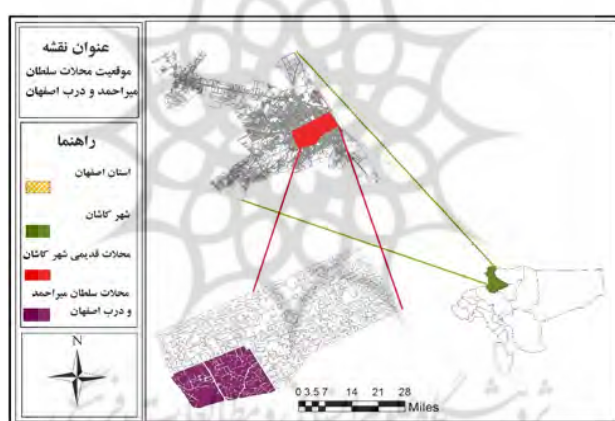 عنوان نقشه
موقعیت محلات سلطان
میراحمد و درب اصفهان
راهنما
استان اصفهان
شهر کاشان
محلات قدیمی شهر کاشان
محلات سلطان میراحمد
و درب اصفهان
N
0 3.5 7 14 21 28
Miles